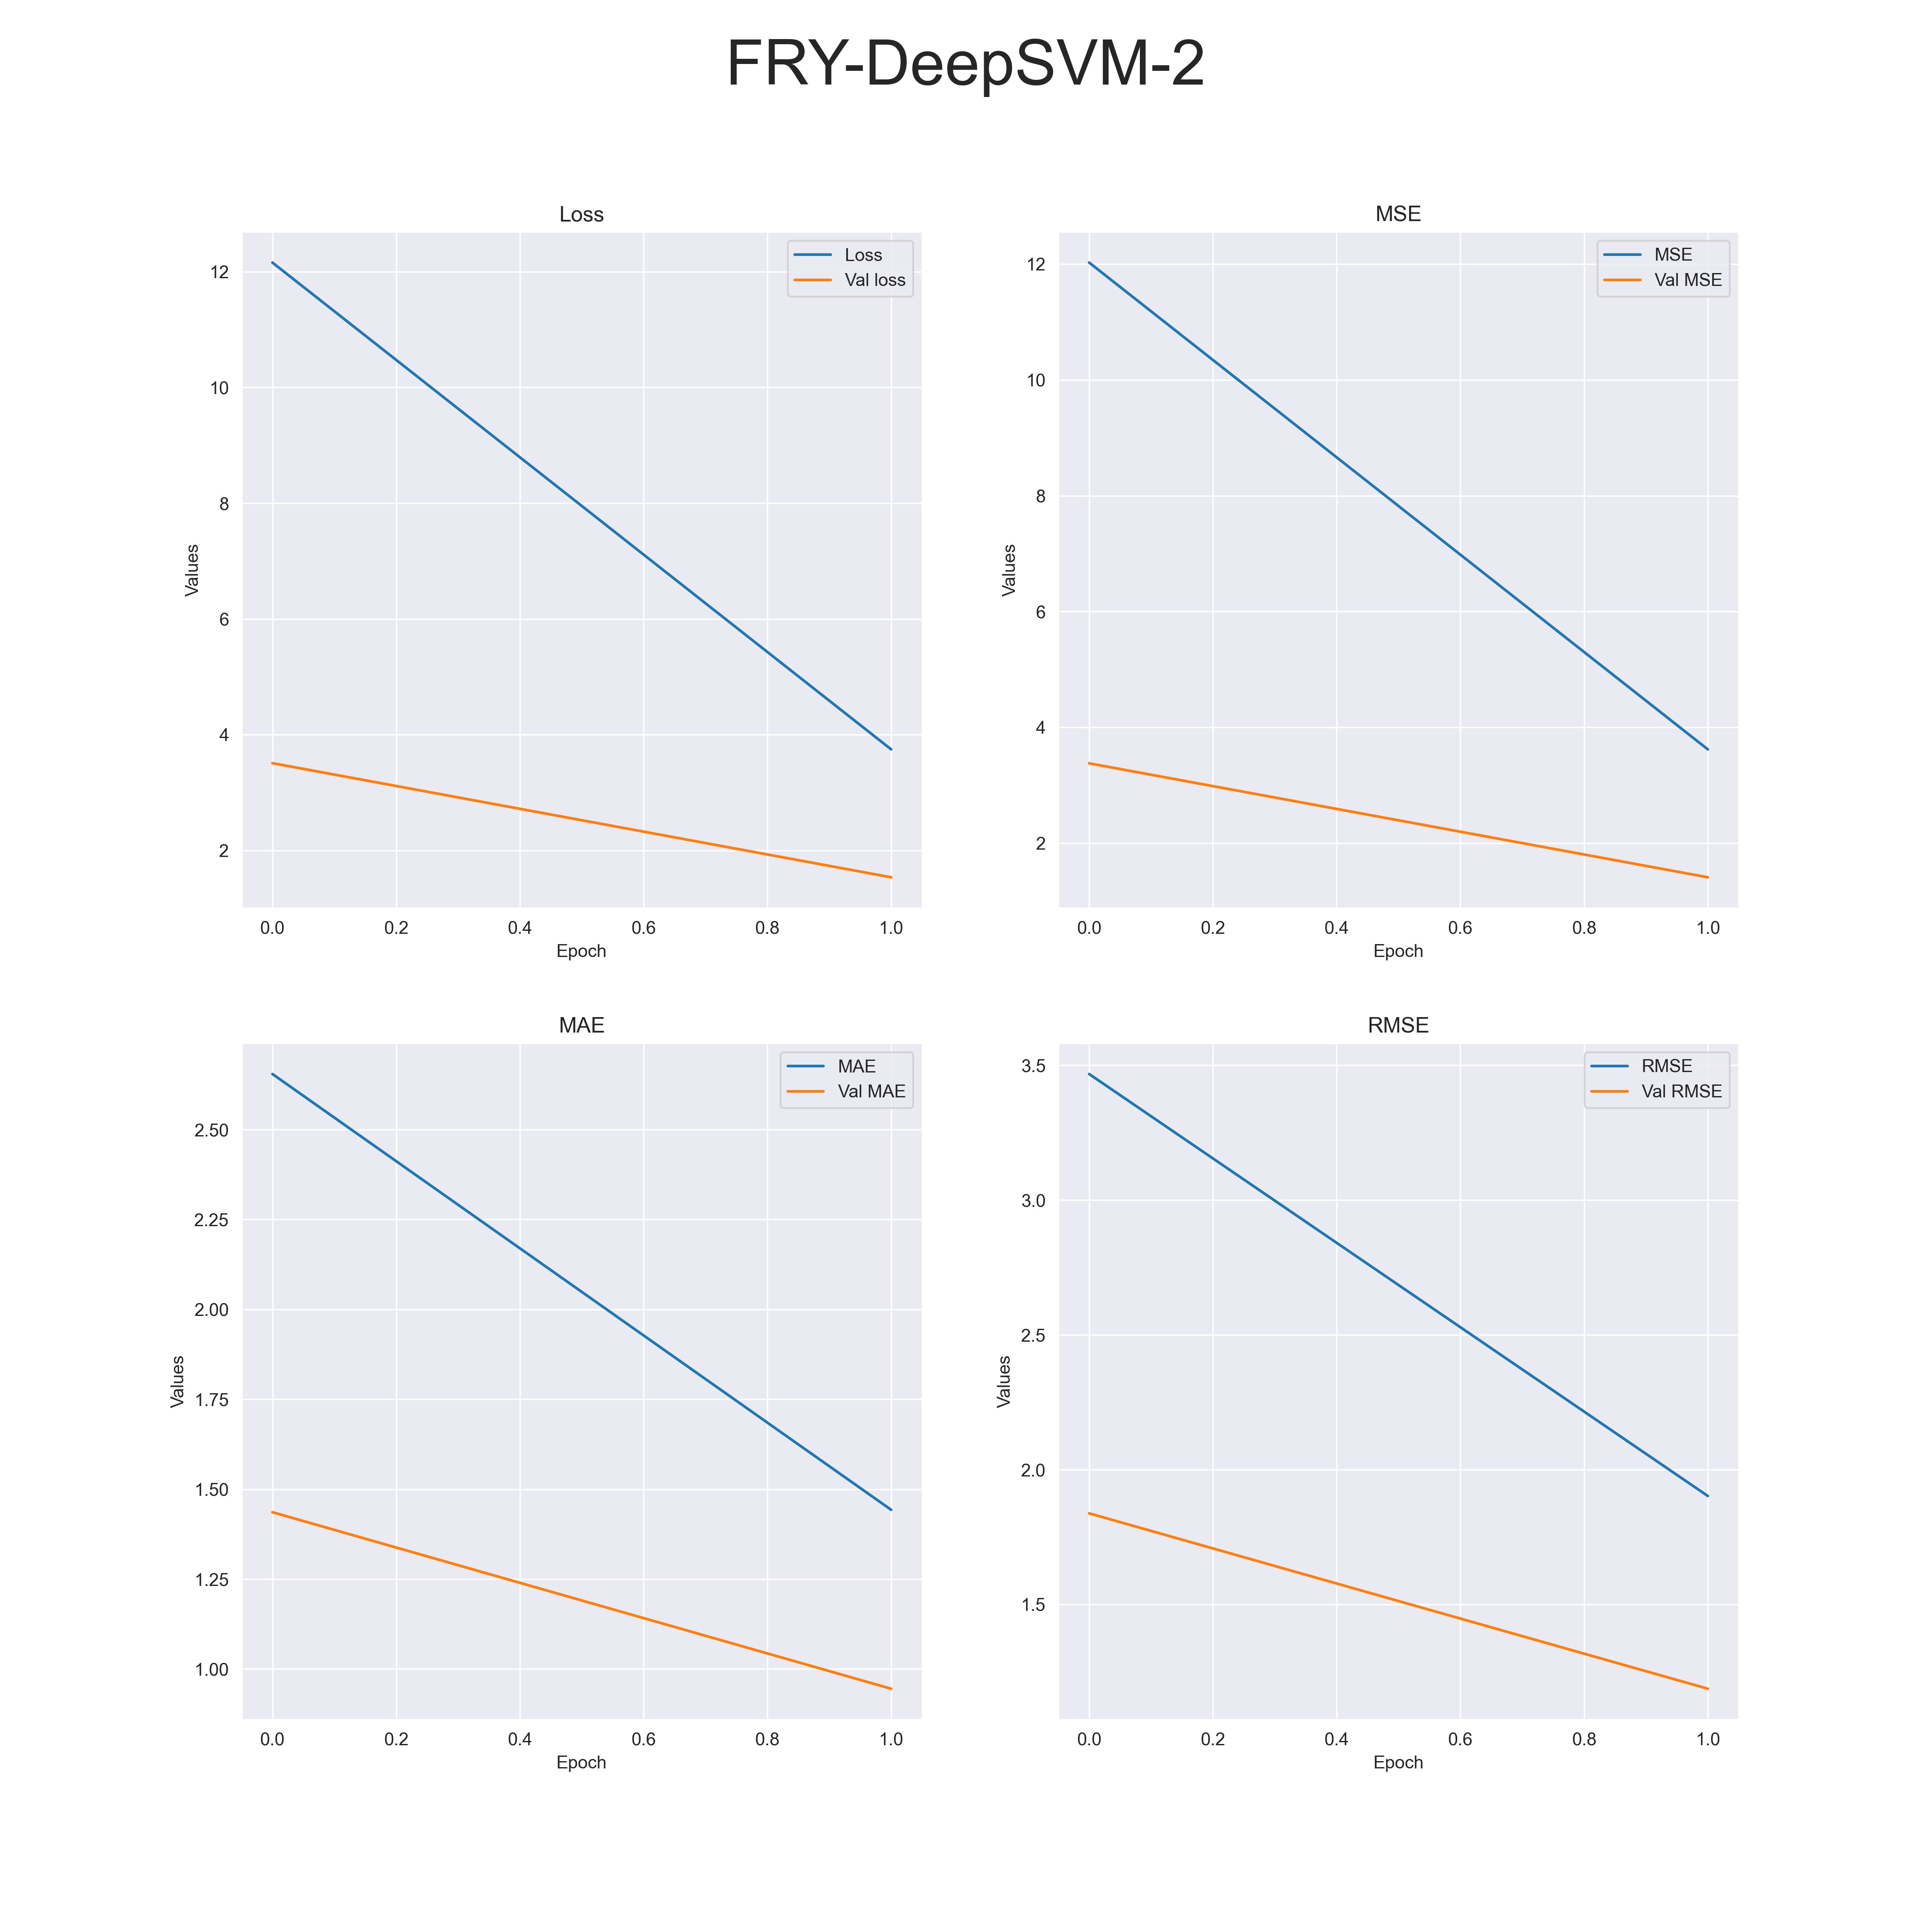 FRY-DeepSVM-2
Loss
Loss
Val loss
12
10
8
6
4
2
Values
0.0 0.2 0.4 0.6 0.8 1.0
Epoch
MSE
MSE
Val MSE
12
10
8
6
4
2
Values
0.0 0.2 0.4 0.6 0.8 1.0
Epoch
MAE
MAE
Val MAE
2.50
2.25
2.00
1.75
1.50
1.25
1.00
Values
0.0 0.2 0.4 0.6 0.8 1.0
Epoch
RMSE
RMSE
Val RMSE
3.5
3.0
2.5
2.0
1.5
Values
0.0 0.2 0.4 0.6 0.8 1.0
Epoch